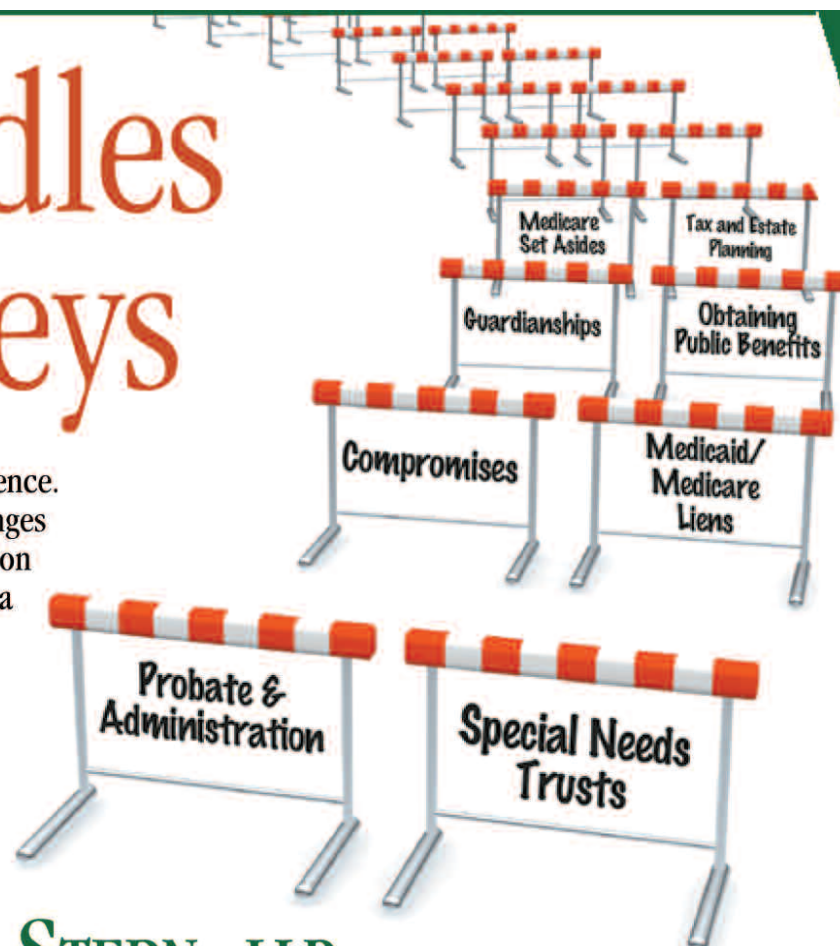 dles
eys
ence.
nges
on
a
Medicare
Set Asides
Tax and Estate
Planning
Guardianships
Obtaining
Public Benefits
Compromises
Medicaid/
Medicare
Liens
Probate &
Administration
Special Needs
Trusts